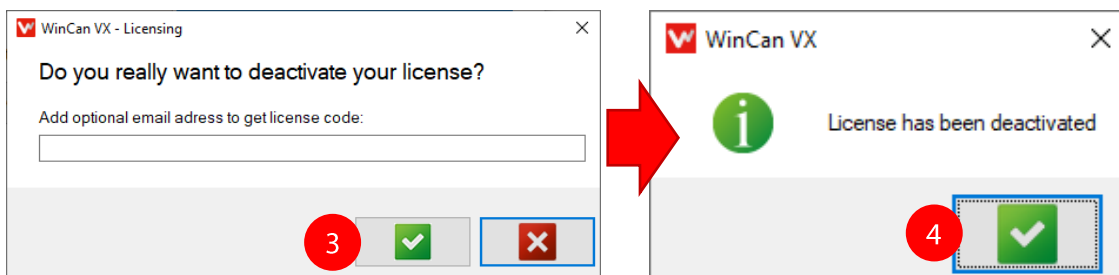 WinCan VX - Licensing
Do you really want to deactivate your license?
Add optional email adress to get license code:
3
WinCan VX
License has been deactivated
4